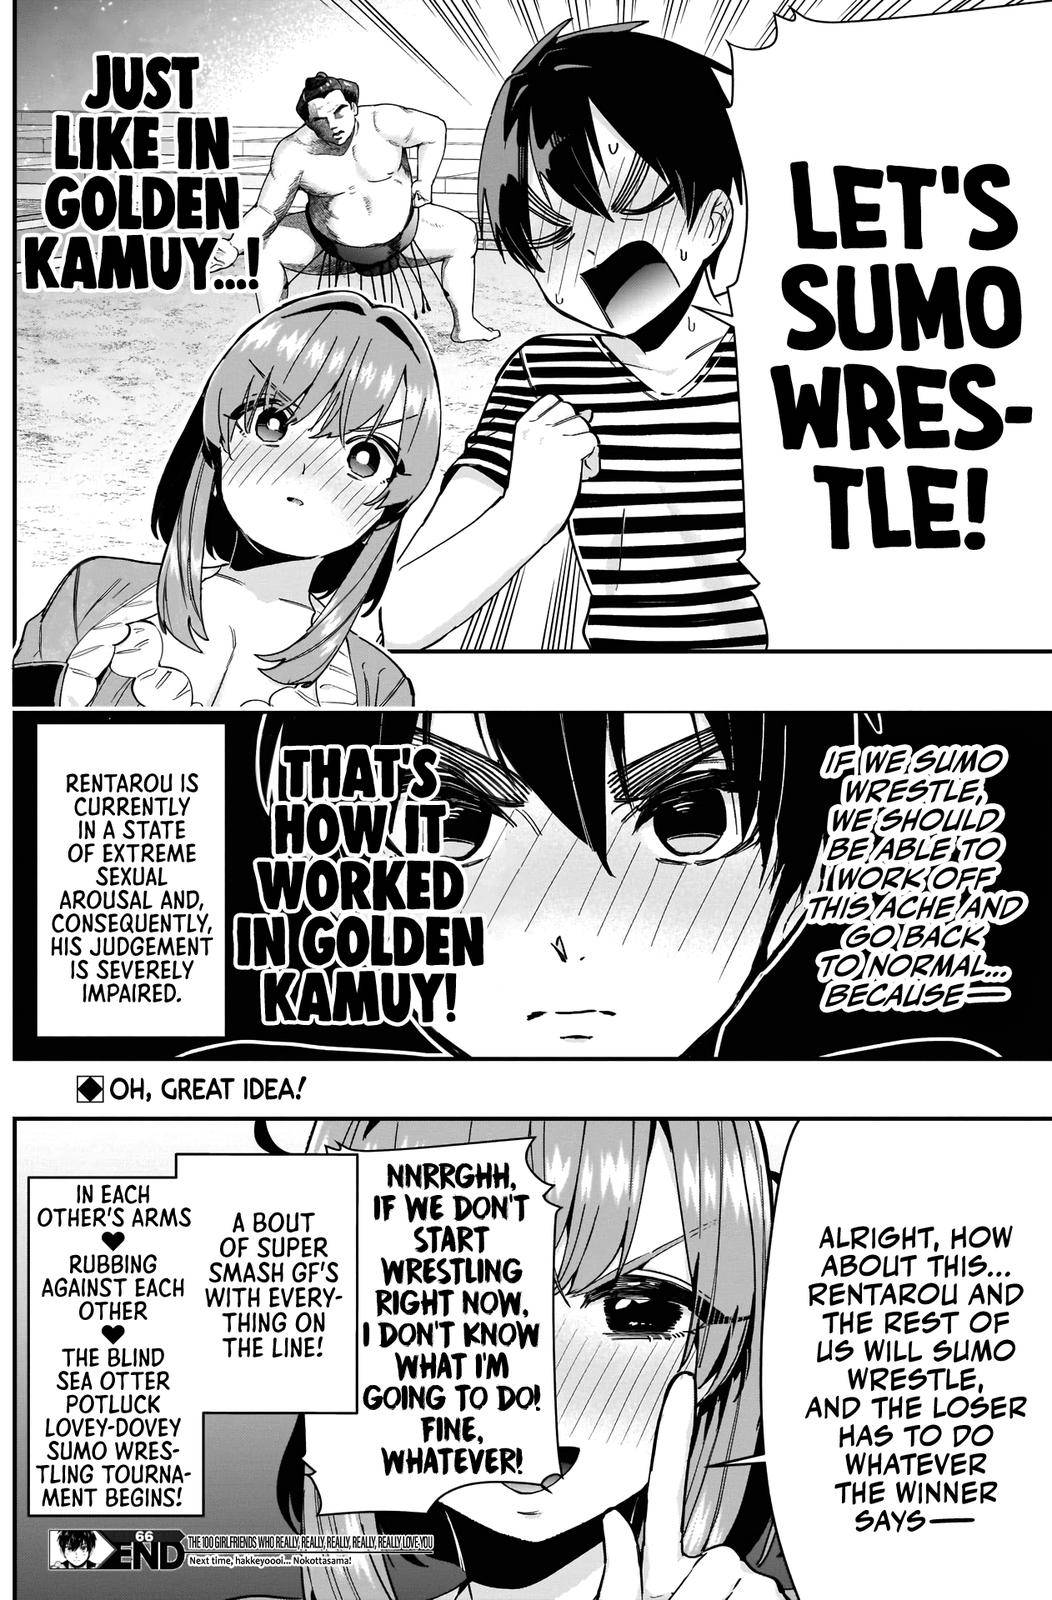 LET'S
SUMO
WRES-
TLE!
JUST
LIKE IN
GOLDEN
KAMUY...!
IF WE SUMO
WRESTLE,
WE SHOULD
BE ABLE TO
WORK OFF
THIS ACHE AND
GO BACK
TO NORMAL...
BECAUSE—
THAT'S
HOW IT
WORKED
IN GOLDEN
KAMUY!
RENTAROU IS
CURRENTLY
IN A STATE
OF EXTREME
SEXUAL
AROUSAL AND,
CONSEQUENTLY,
HIS JUDGEMENT
IS SEVERELY
IMPAIRED.
OH, GREAT IDEA!
ALRIGHT, HOW
ABOUT THIS...
RENTAROU AND
THE REST OF
US WILL SUMO
WRESTLE,
AND THE LOSER
HAS TO DO
WHATEVER
THE WINNER
SAYS—
NNRRGHH,
IF WE DON'T
START
WRESTLING
RIGHT NOW,
I DON'T KNOW
WHAT I'M
GOING TO DO!
FINE,
WHATEVER!
A BOUT
OF SUPER
SMASH GF'S
WITH EVERY-
THING ON
THE LINE!
IN EACH
OTHER'S ARMS
♥
RUBBING
AGAINST EACH
OTHER
♥
THE BLIND
SEA OTTER
POTLUCK
LOVEY-DOVEY
SUMO WRES-
TLING TOURNA-
MENT BEGINS!
66
END
THE 100 GIRLFRIENDS WHO REALLY, REALLY, REALLY, REALLY, REALLY LOVE YOU
Next time, hakkeyoooi... Nokottasama!